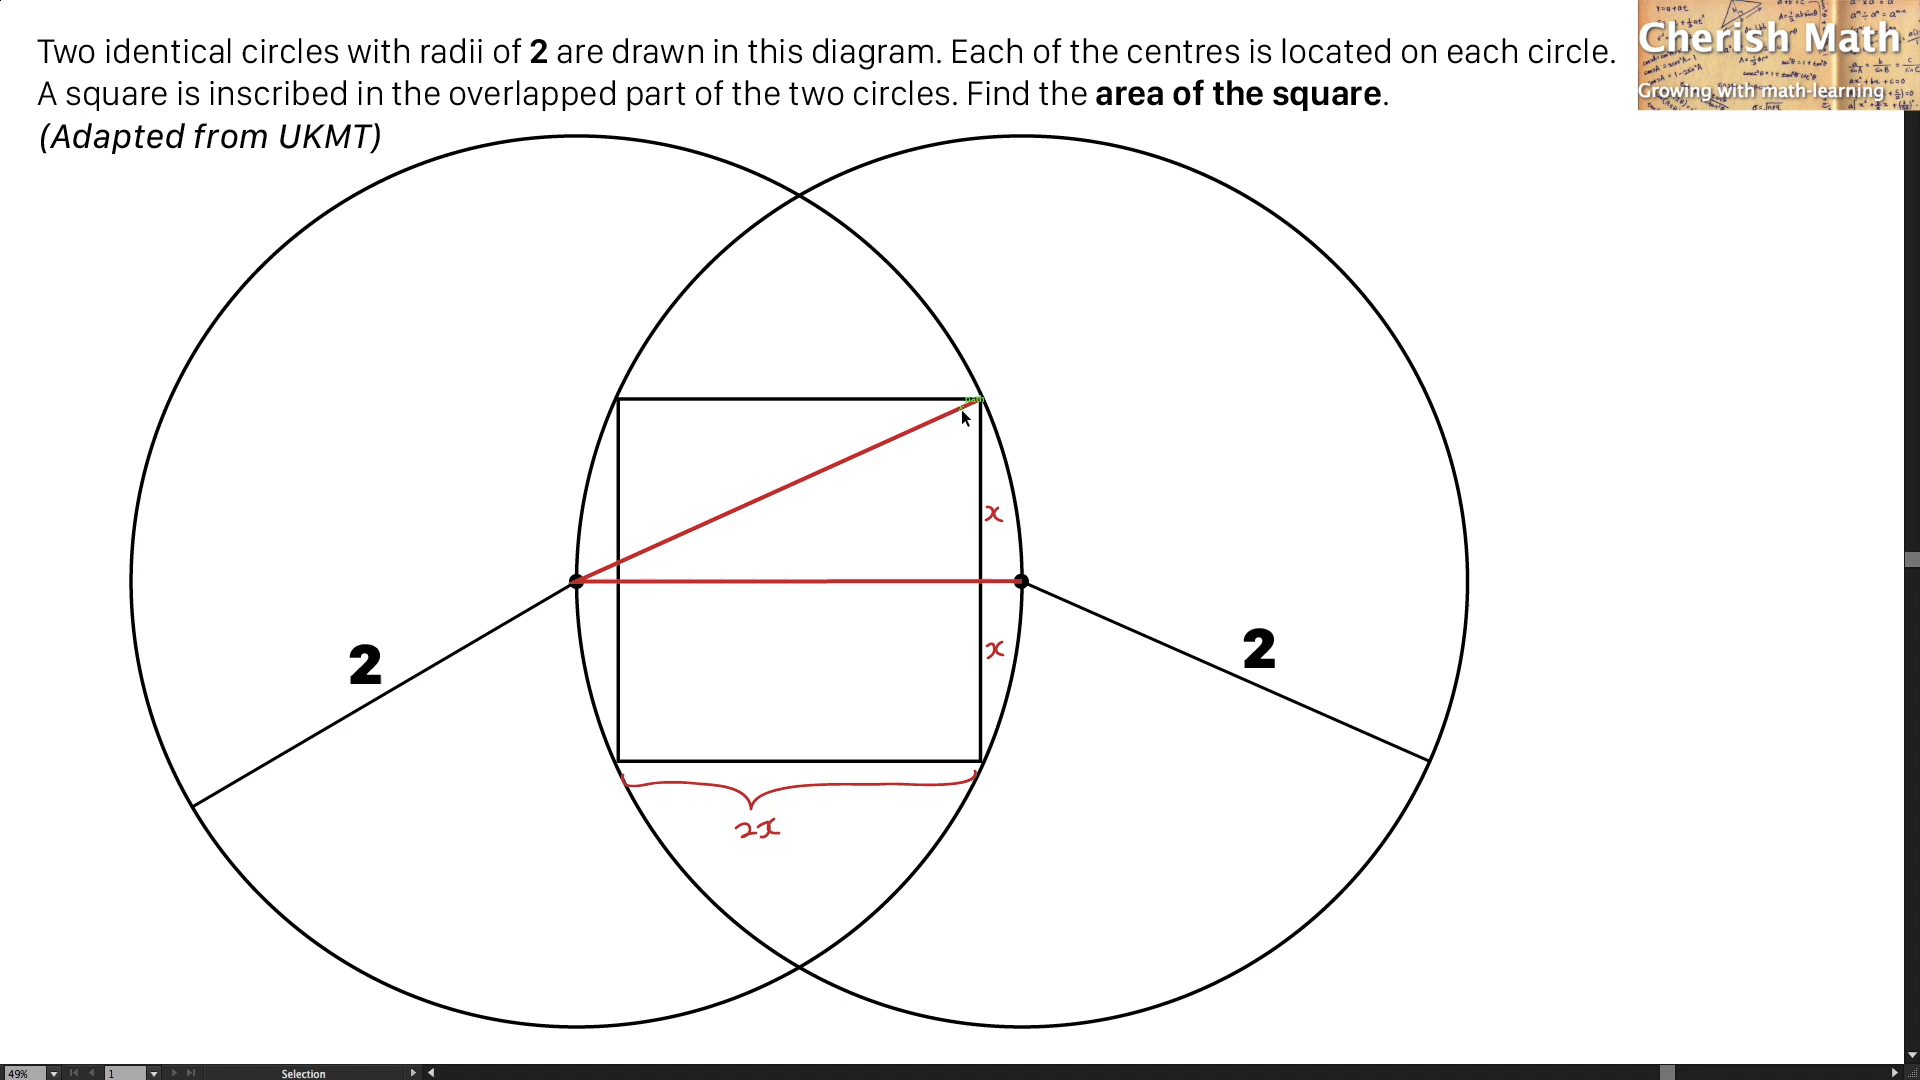 Two identical circles with radii of 2 are drawn in this diagram. Each of the centres is located on each circle.
A square is inscribed in the overlapped part of the two circles. Find the area of the square.
(Adapted from UKMT)
Cherish Math
Growing with math-learning
x
x
2
2
2x
49%
1
Selection